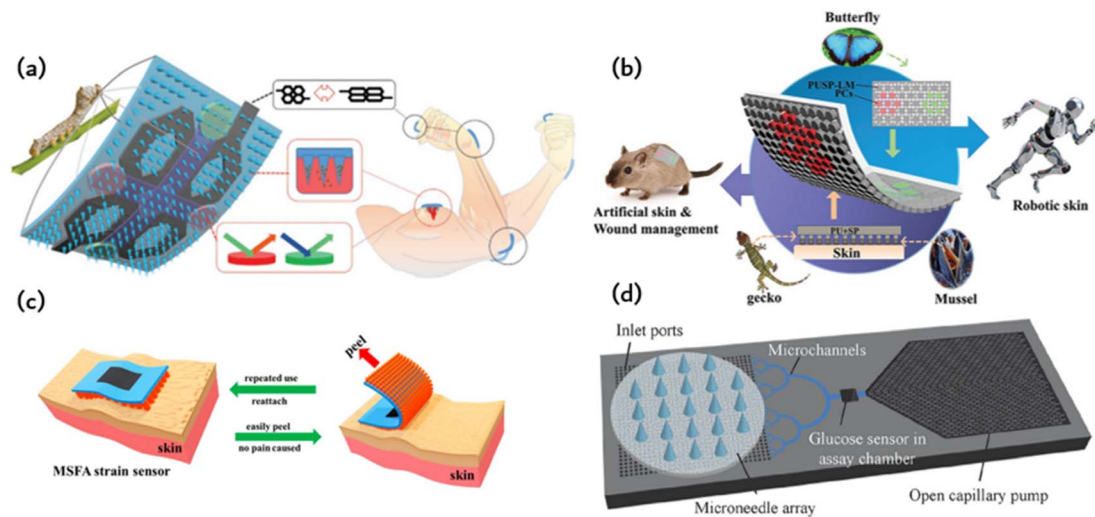 (a)
(b)
Butterfly
PUSP-LM
PCs
Artificial skin &
Wound management
Robotic skin
PU+SP
Skin
gecko
Mussel
(c)
peel
repeated use
reattach
easily peel
no pain caused
skin
MSFA strain sensor
skin
(d)
Inlet ports
Microchannels
Glucose sensor in
assay chamber
Microneedle array
Open capillary pump